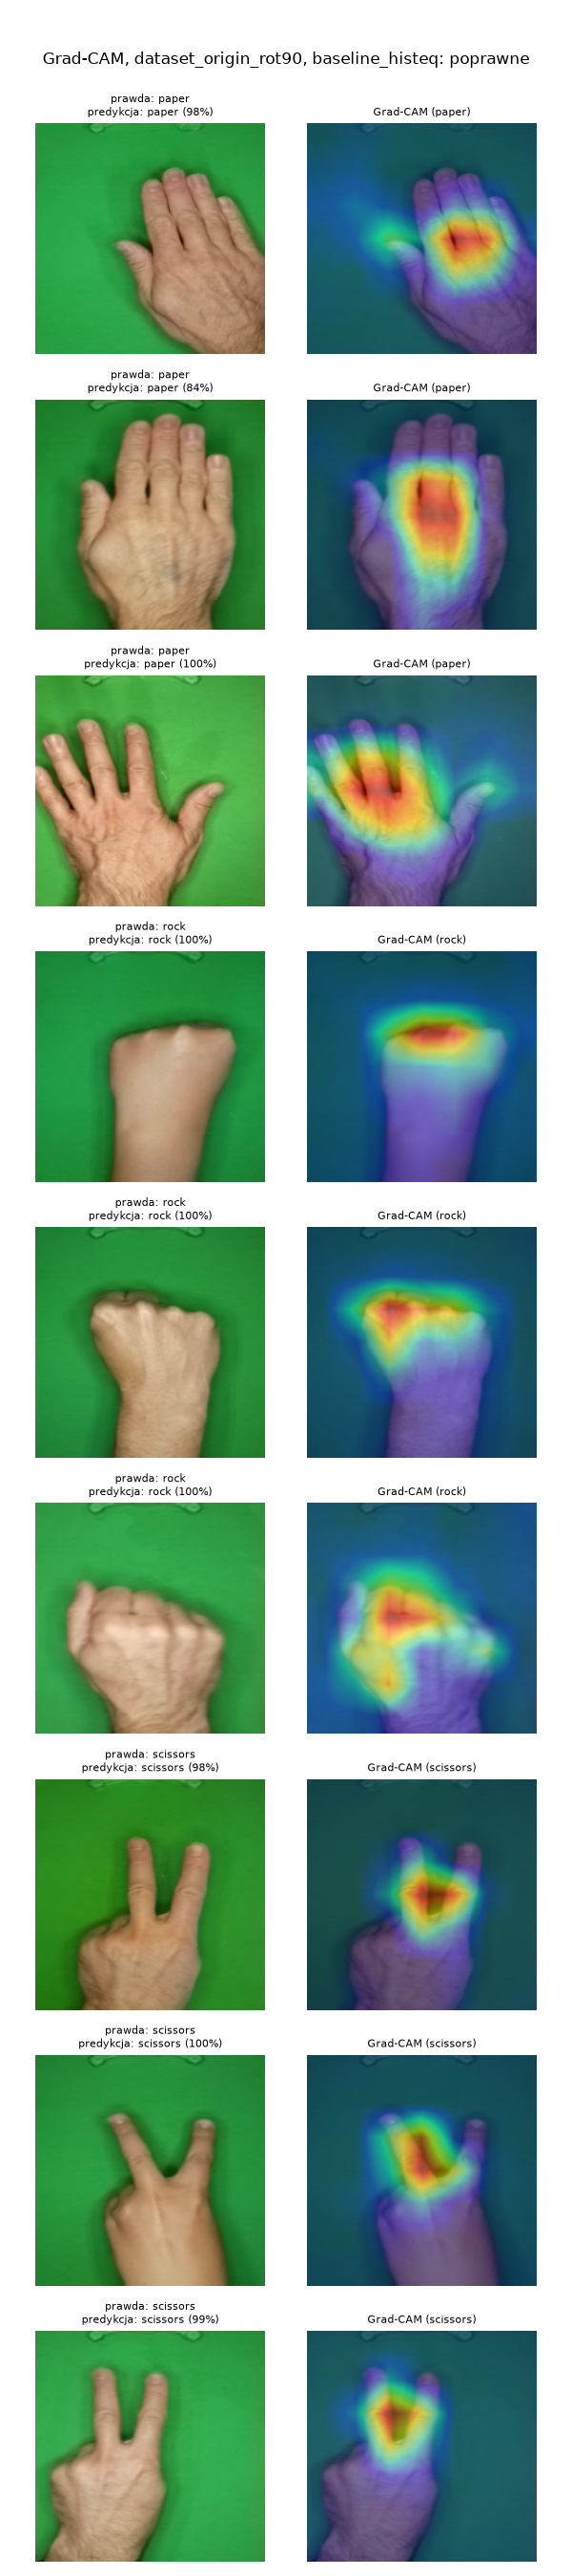 Grad-CAM, dataset_origin_rot90, baseline_histeq: poprawne
prawda: paper
predykcja: paper (98%)
Grad-CAM (paper)
prawda: paper
predykcja: paper (84%)
Grad-CAM (paper)
prawda: paper
predykcja: paper (100%)
Grad-CAM (paper)
prawda: rock
predykcja: rock (100%)
Grad-CAM (rock)
prawda: rock
predykcja: rock (100%)
Grad-CAM (rock)
prawda: rock
predykcja: rock (100%)
Grad-CAM (rock)
prawda: scissors
predykcja: scissors (98%)
Grad-CAM (scissors)
prawda: scissors
predykcja: scissors (100%)
Grad-CAM (scissors)
prawda: scissors
predykcja: scissors (99%)
Grad-CAM (scissors)